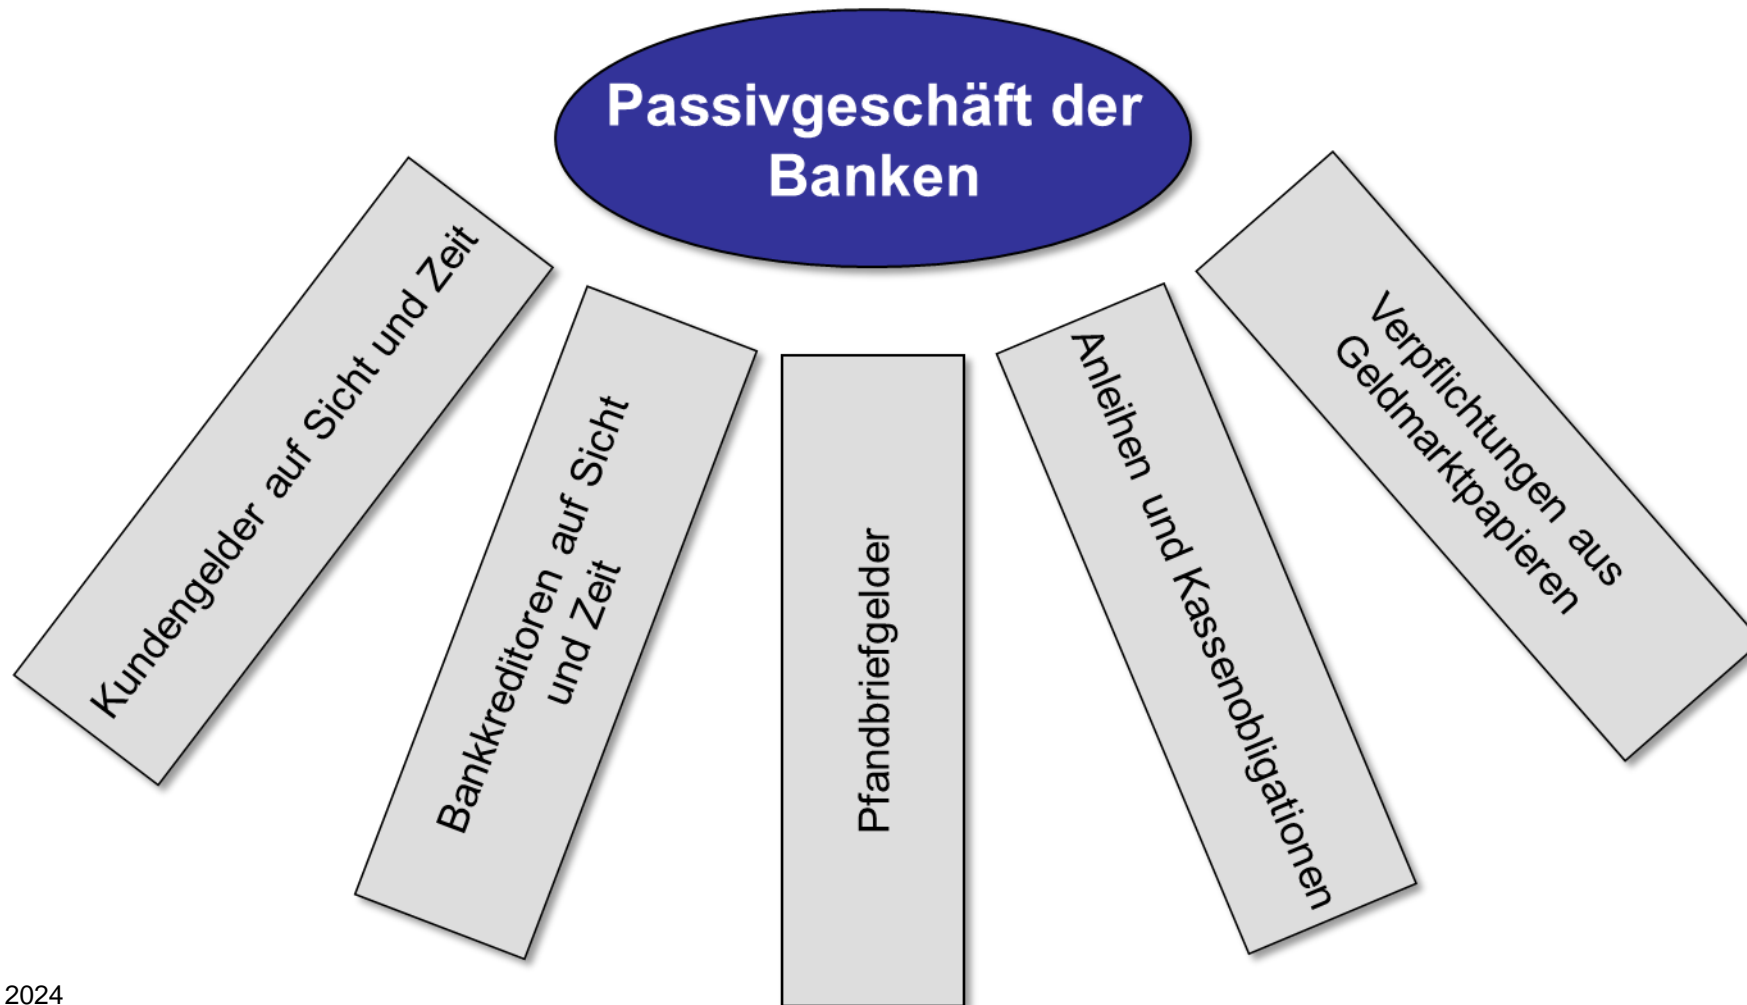 Passivgeschäft der
Banken
Kundengelder auf Sicht und Zeit
Bankkreditoren auf Sicht
und Zeit
Pfandbriefgelder
Anleihen und Kassenobligationen
Verpflichtungen aus
Geldmarktpapieren
2024